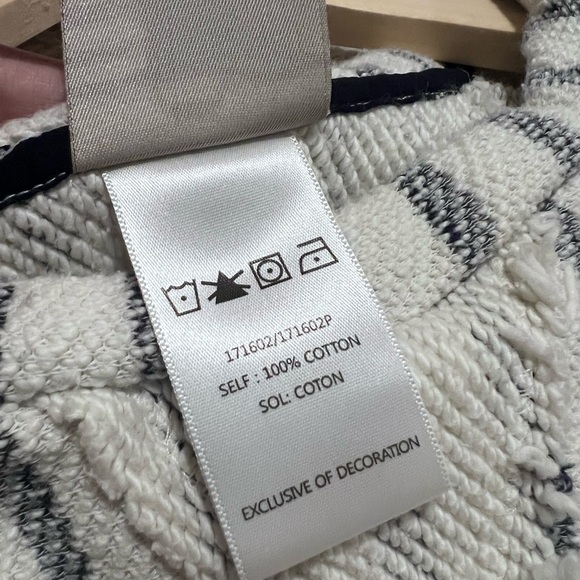 171602/171602P
SELF : 100% COTTON
SOL: COTON
EXCLUSIVE OF DECORATION